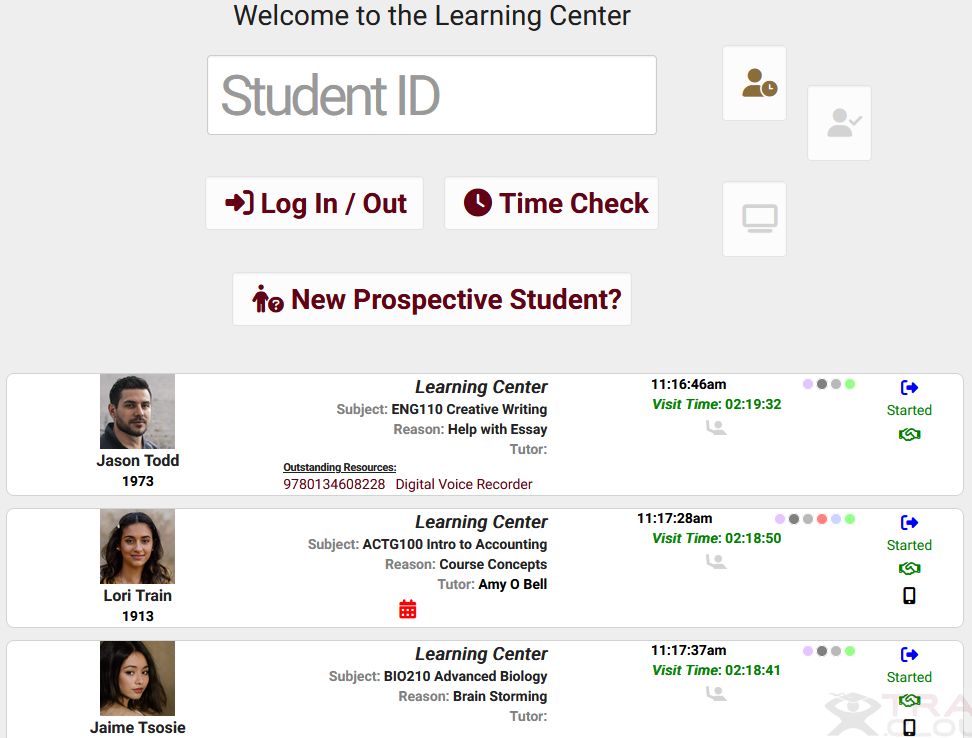 Welcome to the Learning Center
Student ID
Log In / Out
Time Check
New Prospective Student?
Learning Center
Subject: ENG110 Creative Writing
Reason: Help with Essay
Tutor:
Outstanding Resources:
9780134608228 Digital Voice Recorder
Jason Todd
1973
11:16:46am
Visit Time: 02:19:32
Started
Learning Center
Subject: ACTG100 Intro to Accounting
Reason: Course Concepts
Tutor: Amy O Bell
Lori Train
1913
11:17:28am
Visit Time: 02:18:50
Started
Learning Center
Subject: BIO210 Advanced Biology
Reason: Brain Storming
Tutor:
Jaime Tsosie
11:17:37am
Visit Time: 02:18:41
Started
TRA
.CLOU